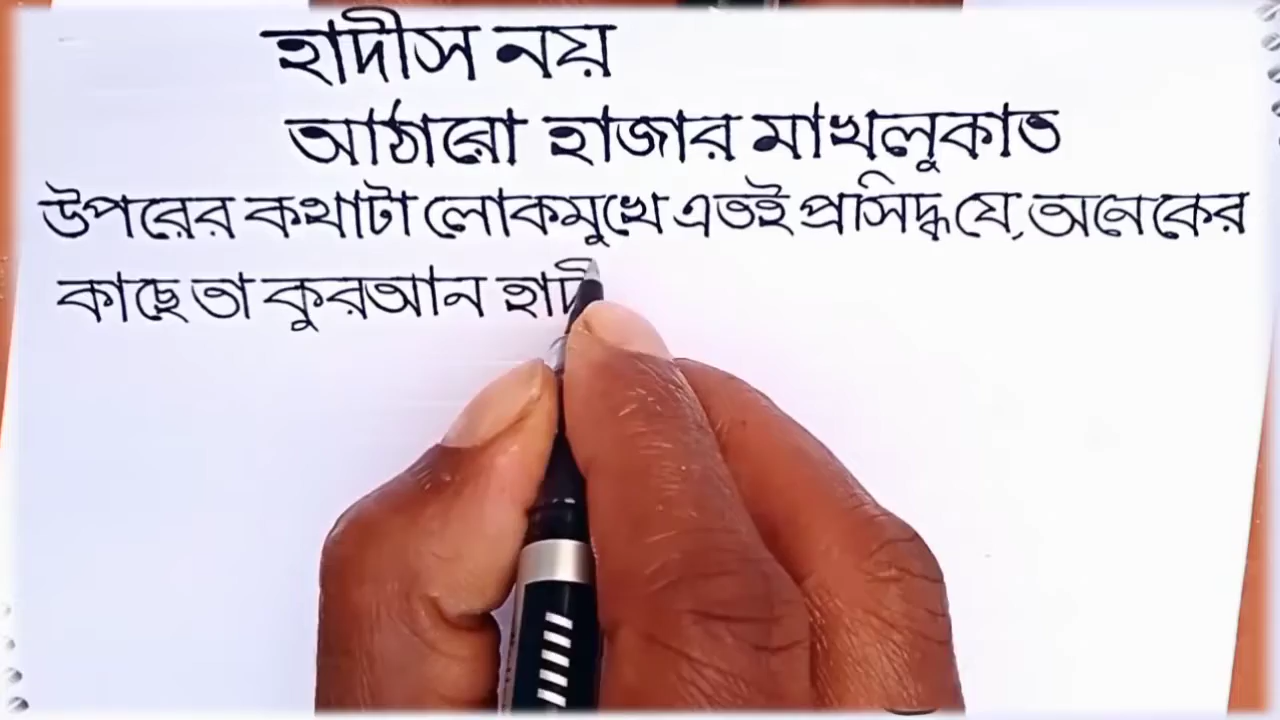 হাদীস নয়
আঠারো হাজার মাখলুকাত
উপরের কথাটা লোকমুখে এতই প্রসিদ্ধ যে, অনেকের
কাছে তা কুরআন হাদী